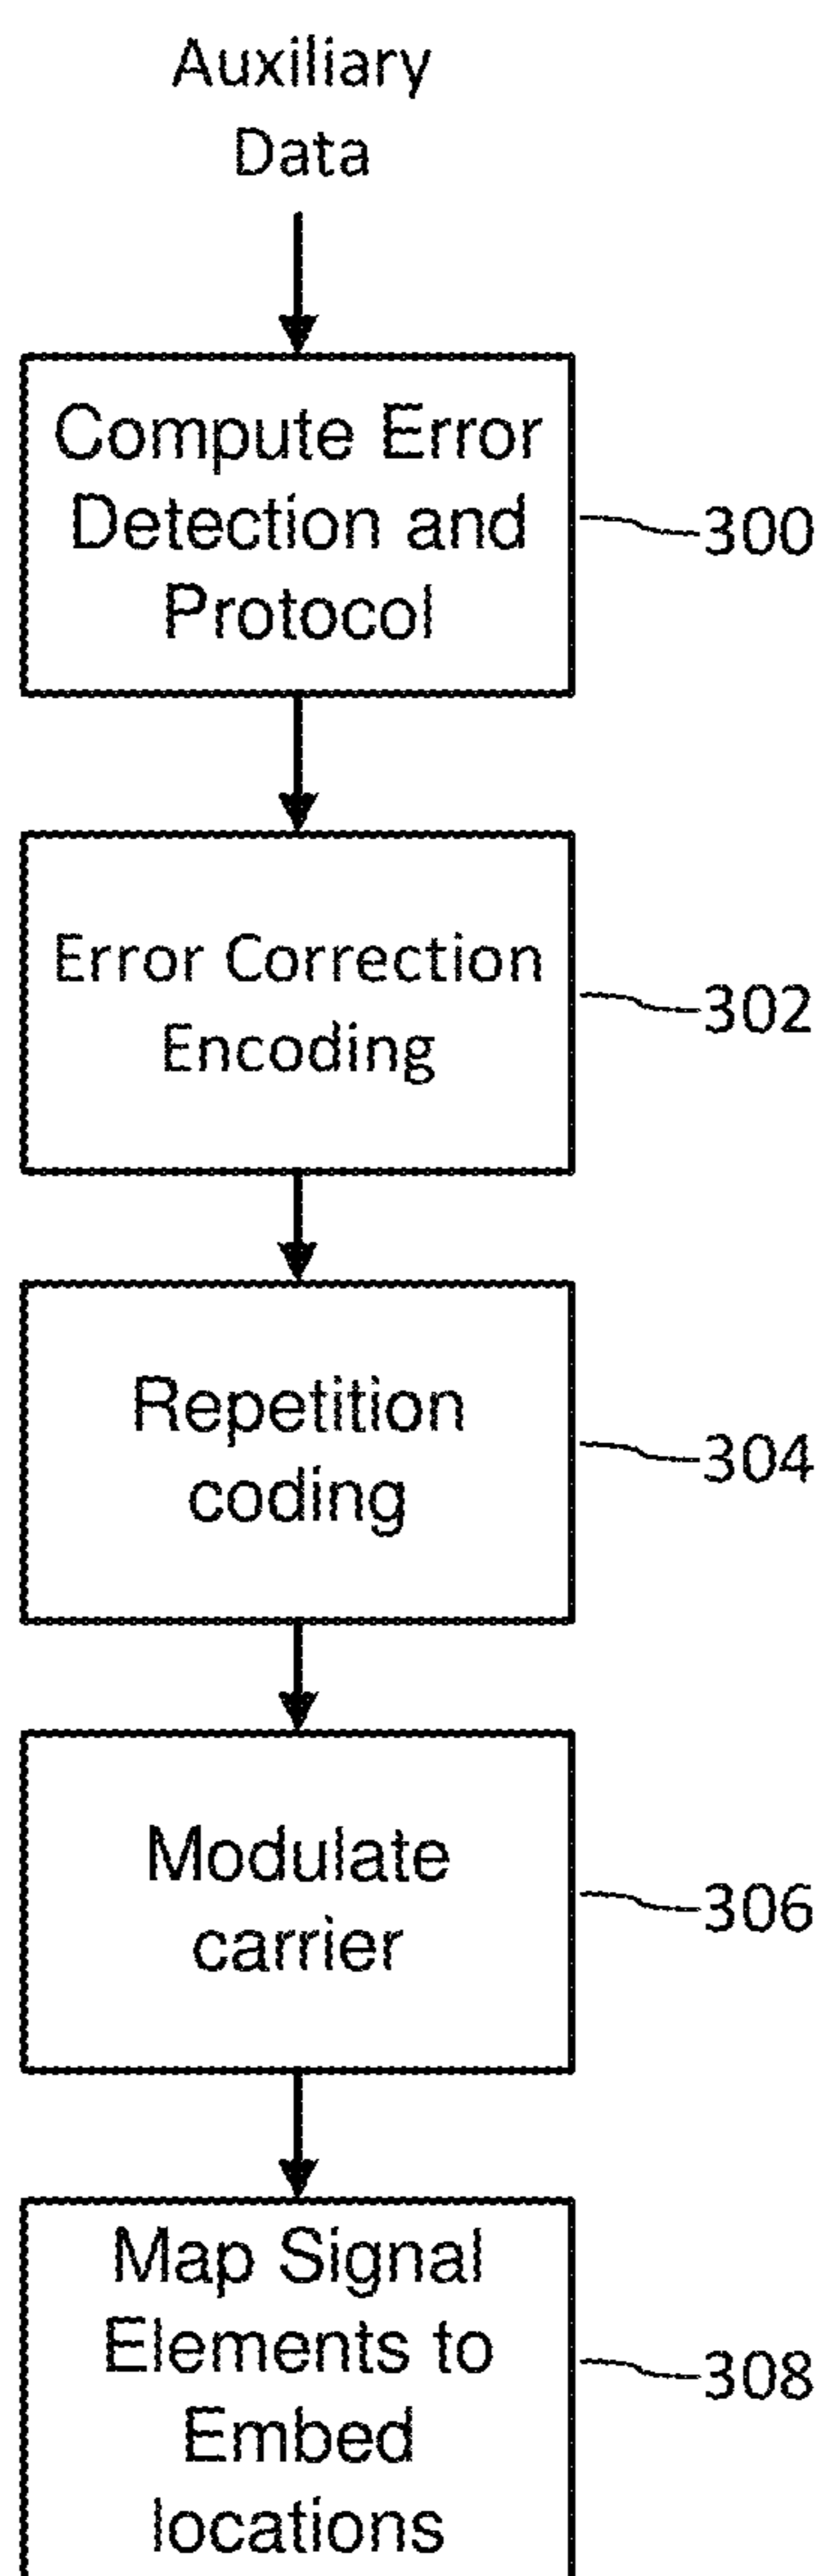 Auxiliary
Data
Compute Error
Detection and
Protocol
300
Error Correction
Encoding
302
Repetition
coding
304
Modulate
carrier
306
Map Signal
Elements to
Embed
locations
308